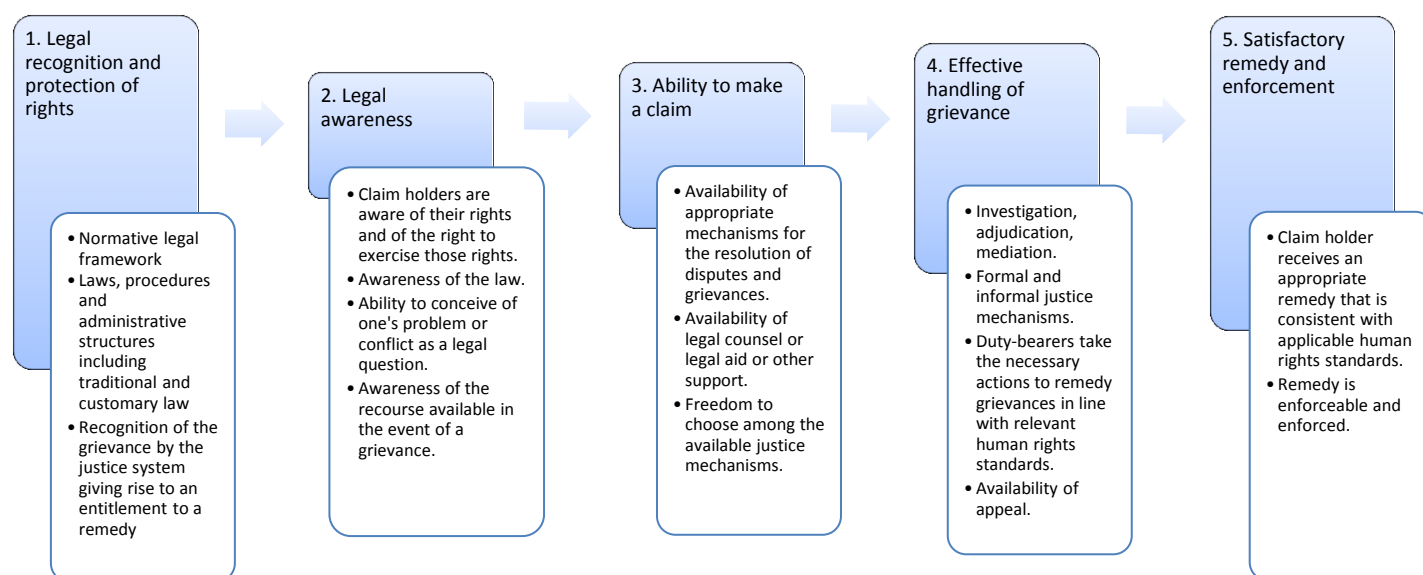 1. Legal
recognition and
protection of
rights
• Normative legal
framework
• Laws, procedures
and
administrative
structures
including
traditional and
customary law
• Recognition of the
grievance by the
justice system
giving rise to an
entitlement to a
remedy
2. Legal
awareness
• Claim holders are
aware of their rights
and of the right to
exercise those rights.
• Awareness of the law.
• Ability to conceive of
one's problem or
conflict as a legal
question.
• Awareness of the
recourse available in
the event of a
grievance.
3. Ability to make
a claim
• Availability of
appropriate
mechanisms for
the resolution of
disputes and
grievances.
• Availability of
legal counsel or
legal aid or other
support.
• Freedom to
choose among the
available justice
mechanisms.
4. Effective
handling of
grievance
• Investigation,
adjudication,
mediation.
• Formal and
informal justice
mechanisms.
• Duty-bearers take
the necessary
actions to remedy
grievances in line
with relevant
human rights
standards.
• Availability of
appeal.
5. Satisfactory
remedy and
enforcement
• Claim holder
receives an
appropriate
remedy that is
consistent with
applicable human
rights standards.
• Remedy is
enforceable and
enforced.